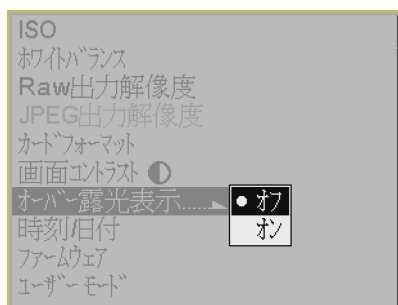 ISO
ホワイトバランス
Raw出力解像度
JPEG出力解像度
カードフォーマット
画面コントラスト
オーバー露光表示......
オフ
オン
時刻/日付
ファームウェア
ユーザーモード